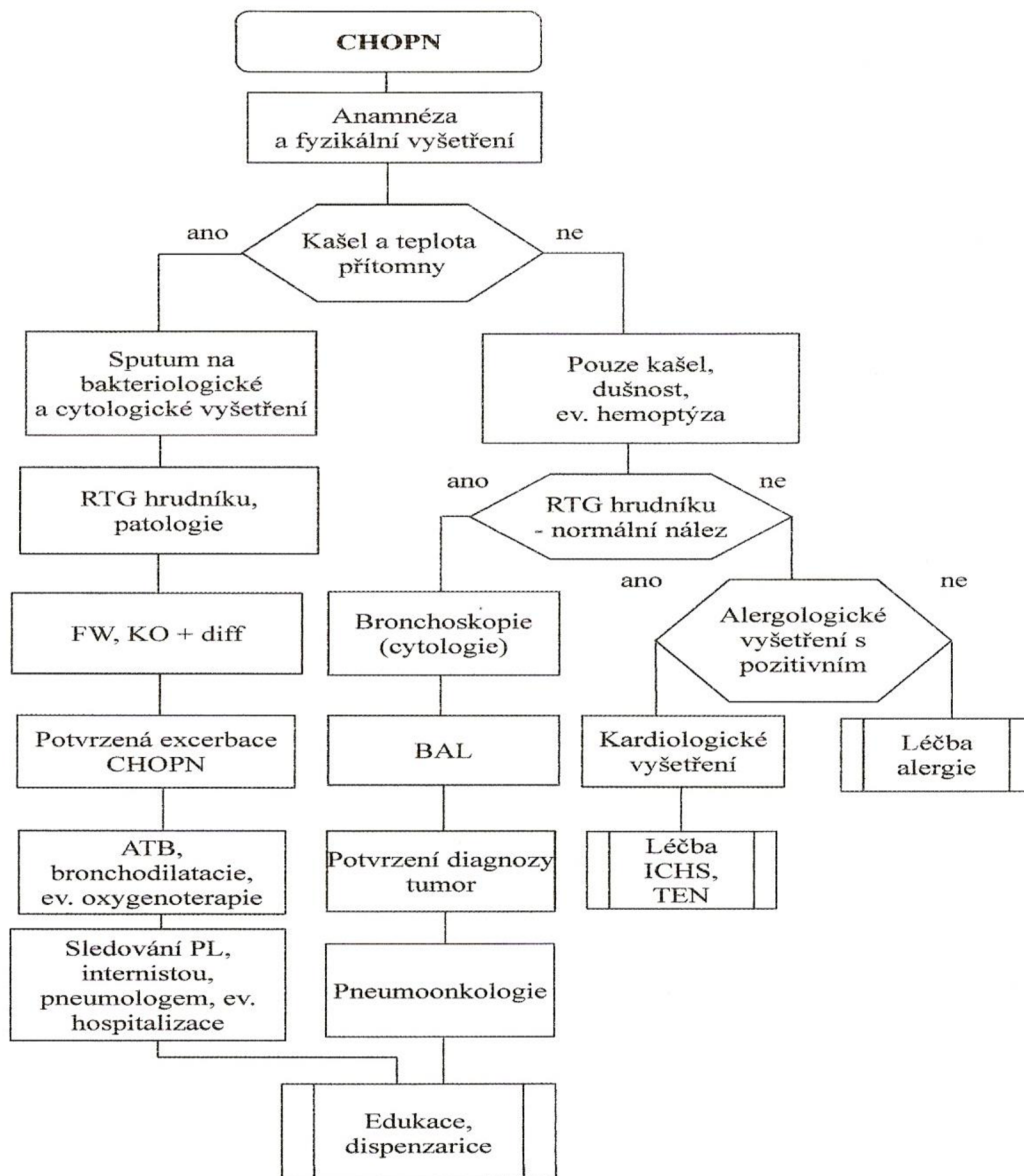 CHOPN
Anamnéza
a fyzikální vyšetření
ano
Kašel a teplota
přítomny
ne
Sputum na
bakteriologické
a cytologické vyšetření
Pouze kašel,
dušnost,
ev. hemoptýza
RTG hrudníku,
patologie
ano
RTG hrudníku
- normální nález
ne
FW, KO + diff
Bronchoskopie
(cytologie)
ano
Alergologické
vyšetření s
pozitivním
ne
Potvrzená excerbace
CHOPN
BAL
Kardiologické
vyšetření
Léčba
alergie
ATB,
bronchodilatacie,
ev. oxygenoterapie
Potvrzení diagnozy
tumor
Léčba
ICHS,
TEN
Sledování PL,
internistou,
pneumologem, ev.
hospitalizace
Pneumoonkologie
Edukace,
dispenzarice